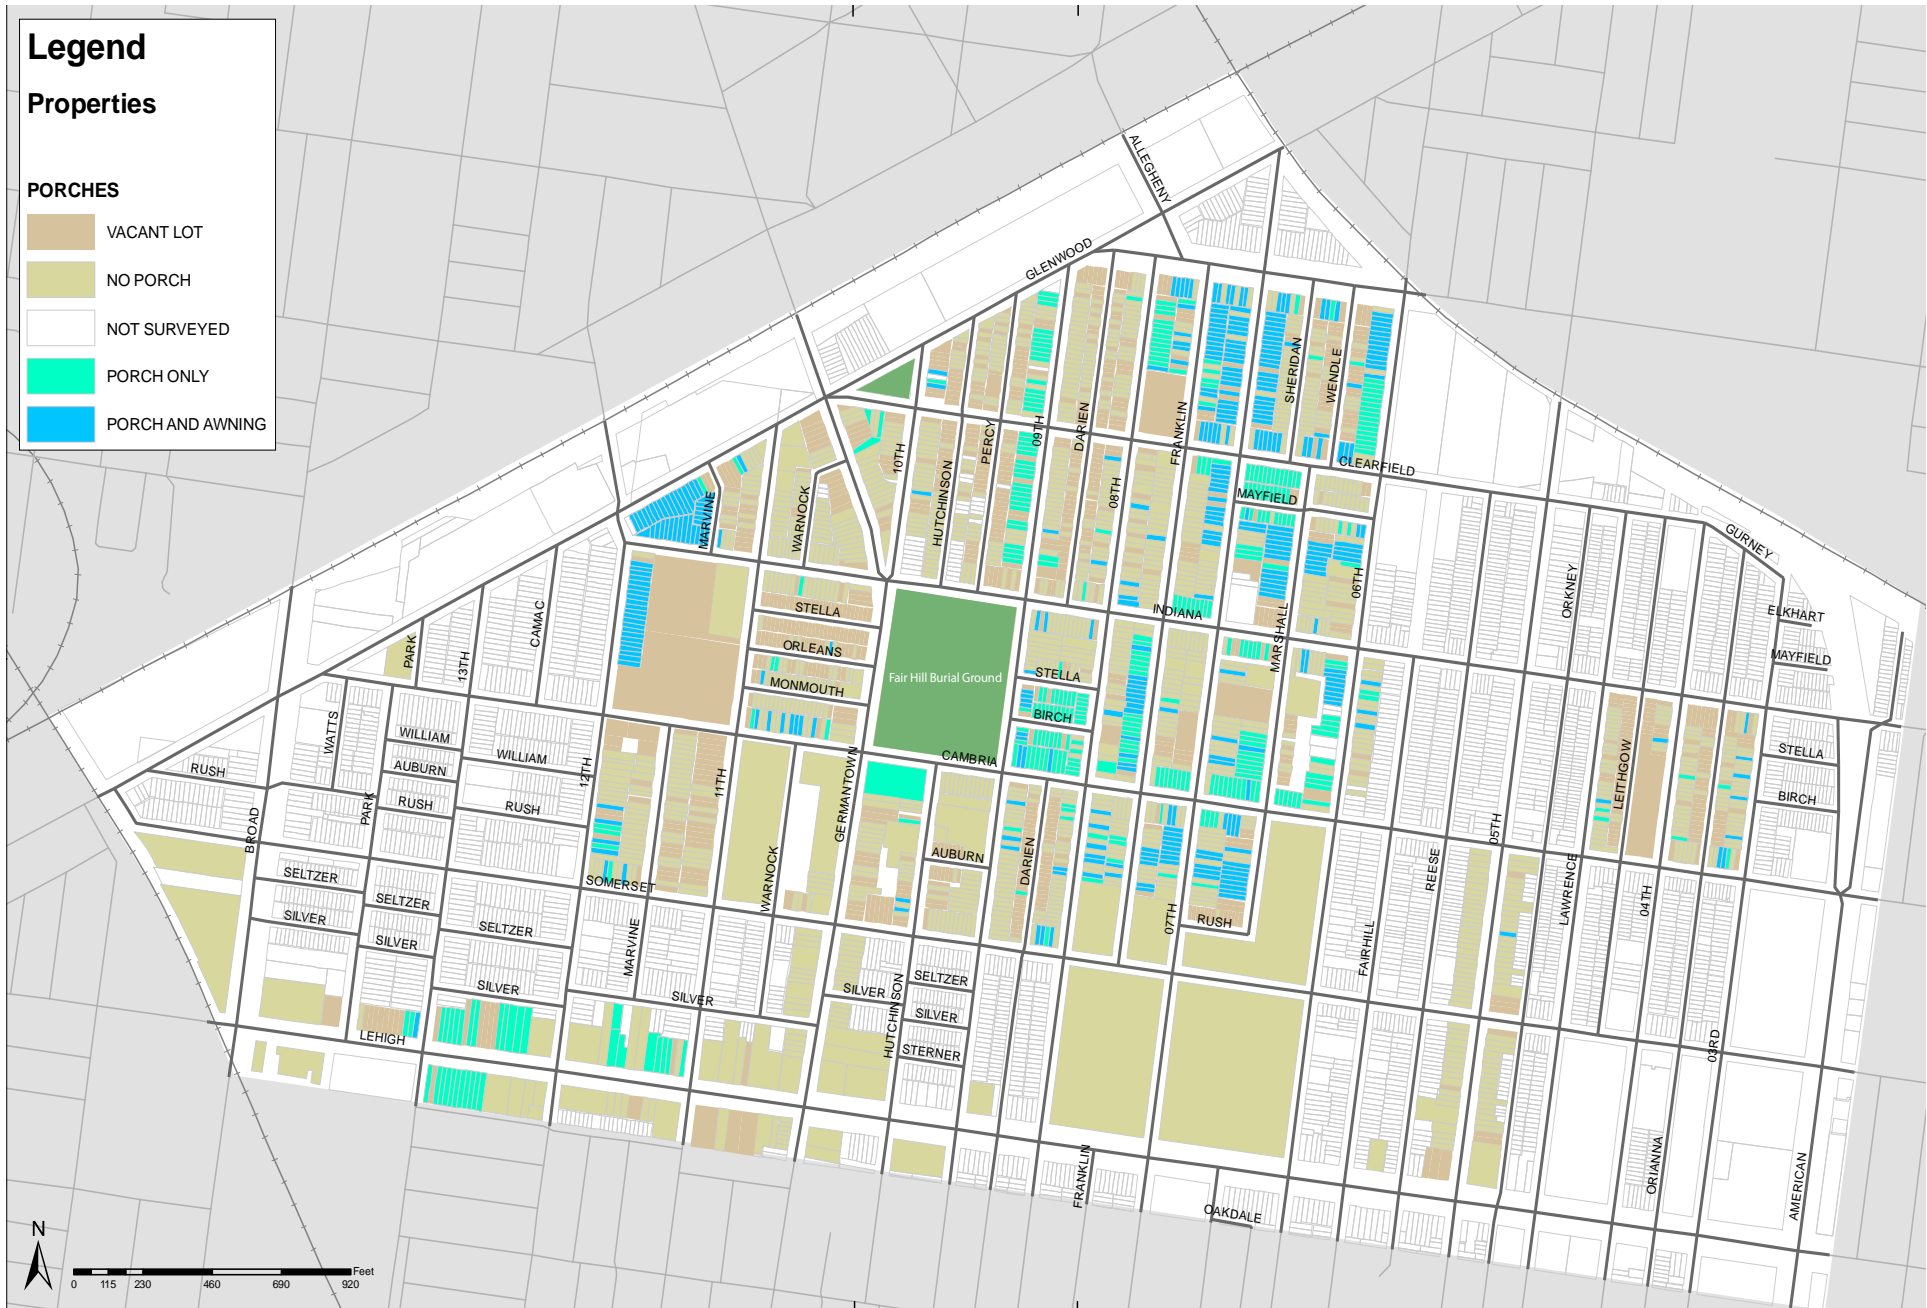 Legend
Properties
PORCHES
VACANT LOT
NO PORCH
NOT SURVEYED
PORCH ONLY
PORCH AND AWNING
ALLEGHENY
GLENWOOD
SHERIDAN
WENDLE
FRANKLIN
DARIEN
09TH
PERCY
10TH
HUTCHINSON
CLEARFIELD
MAYFIELD
08TH
MARVINE
WARNOCK
GURNEY
INDIANA
06TH
MARSHALL
ORKNEY
ELKHART
MAYFIELD
STELLA
ORLEANS
MONMOUTH
Fair Hill Burial Ground
STELLA
BIRCH
CAMBRIA
CAMAC
13TH
PARK
WATTS
WILLIAM
AUBURN
RUSH
WILLIAM
RUSH
RUSH
PARK
BROAD
12TH
11TH
GERMANTOWN
WARNOCK
AUBURN
DARIEN
LEITHGOW
STELLA
BIRCH
05TH
REESE
LAWRENCE
04TH
SOMERSET
SELTZER
SILVER
SELTZER
SILVER
SELTZER
SILVER
MARVINE
SILVER
07TH
RUSH
FAIRHILL
HUTCHINSON
SILVER
SELTZER
SILVER
STERNER
LEHIGH
03RD
FRANKLIN
OAKDALE
ORIANNA
AMERICAN
N
Feet
0 115 230 460 690 920